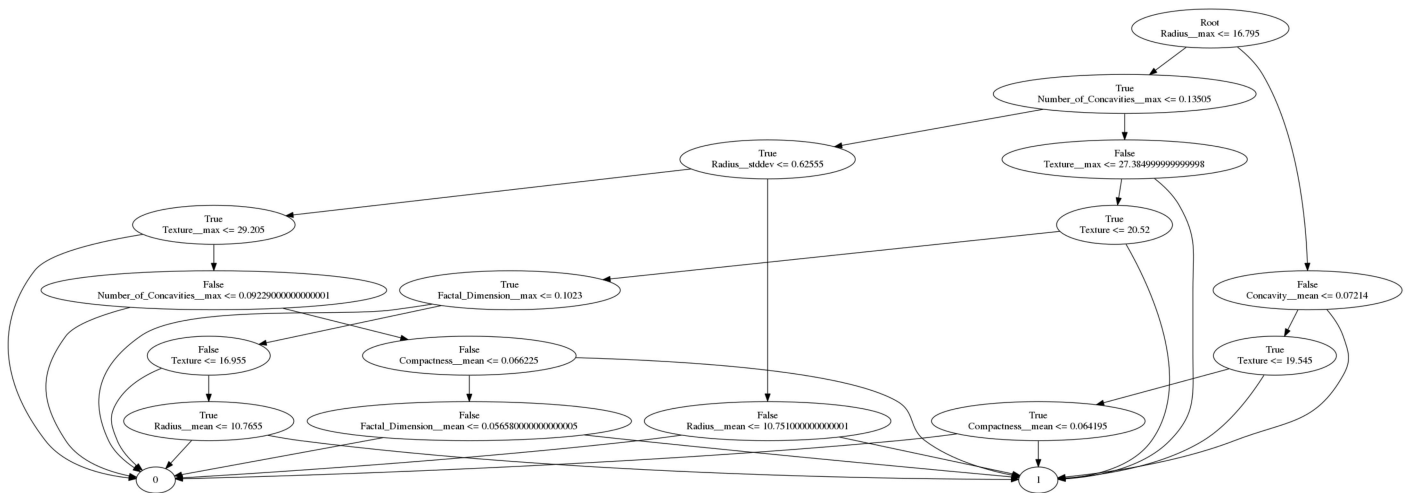 Root
Radius__max <= 16.795
True
Number_of_Concavities__max <= 0.13505
True
Radius__stddev <= 0.62555
False
Texture__max <= 27.384999999999998
True
Texture__max <= 29.205
True
Texture <= 20.52
False
Number_of_Concavities__max <= 0.09229000000000001
True
Factal_Dimension__max <= 0.1023
False
Concavity__mean <= 0.07214
False
Texture <= 16.955
False
Compactness__mean <= 0.066225
True
Texture <= 19.545
True
Radius__mean <= 10.7655
False
Factal_Dimension__mean <= 0.056580000000000005
False
Radius__mean <= 10.751000000000001
True
Compactness__mean <= 0.064195
0
1